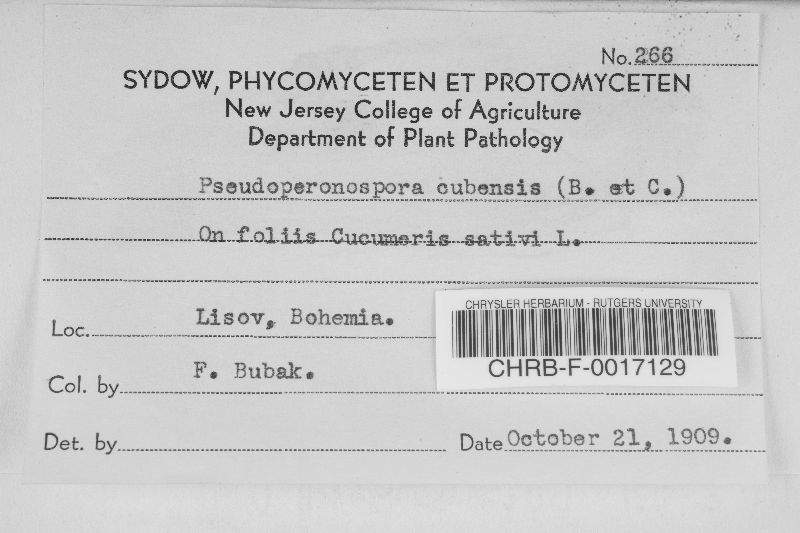 No. 266
SYDOW, PHYCOMYCETEN ET PROTOMYCETEN
New Jersey College of Agriculture
Department of Plant Pathology
Pseudoperonospora cubensis (B. et C.)
On foliis Cucumeris sativi L.
Loc. Lisov, Bohemia.
CHRYSLER HERBARIUM - RUTGERS UNIVERSITY
CHRB-F-0017129
Col. by F. Bubak.
Det. by
Date October 21, 1909.